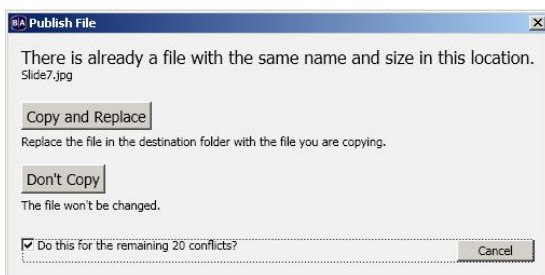 BA Publish File
There is already a file with the same name and size in this location.
Slide7.jpg
Copy and Replace
Replace the file in the destination folder with the file you are copying.
Don't Copy
The file won't be changed.
Do this for the remaining 20 conflicts?
Cancel